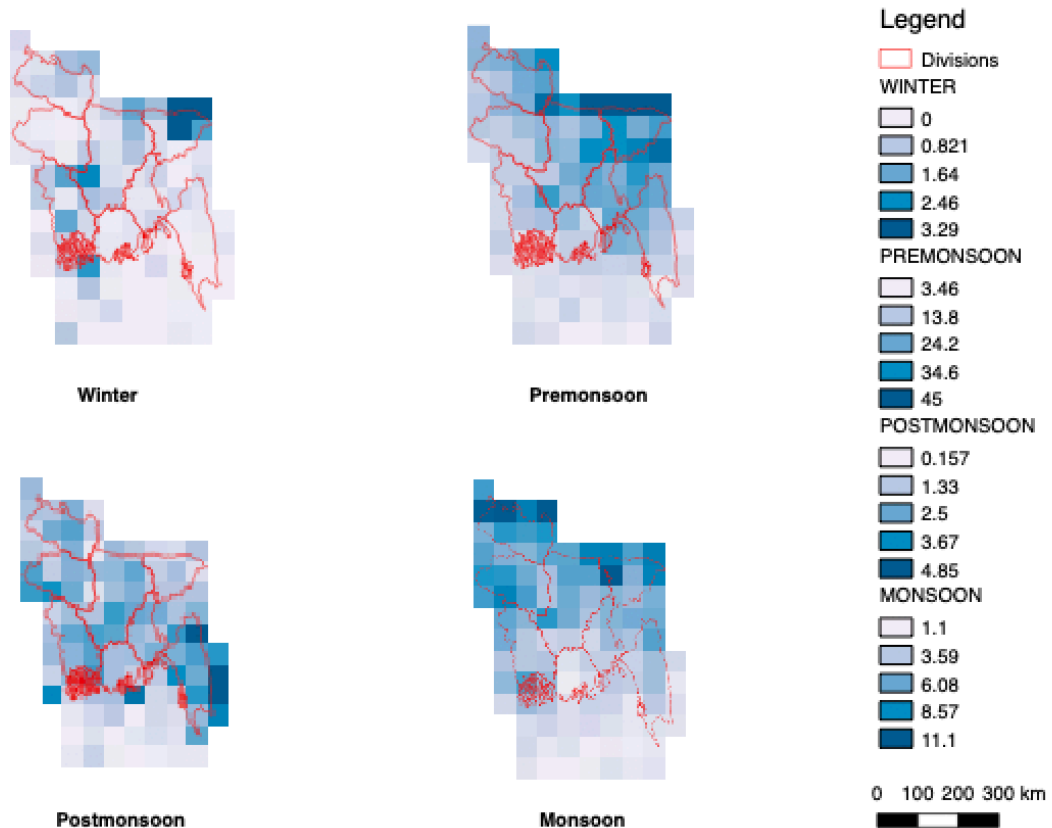 Legend
Divisions
WINTER
0
0.821
1.64
2.46
3.29
PREMONSOON
3.46
13.8
24.2
34.6
45
POSTMONSOON
0.157
1.33
2.5
3.67
4.85
MONSOON
1.1
3.59
6.08
8.57
11.1
0 100 200 300 km
Winter
Premonsoon
Postmonsoon
Monsoon